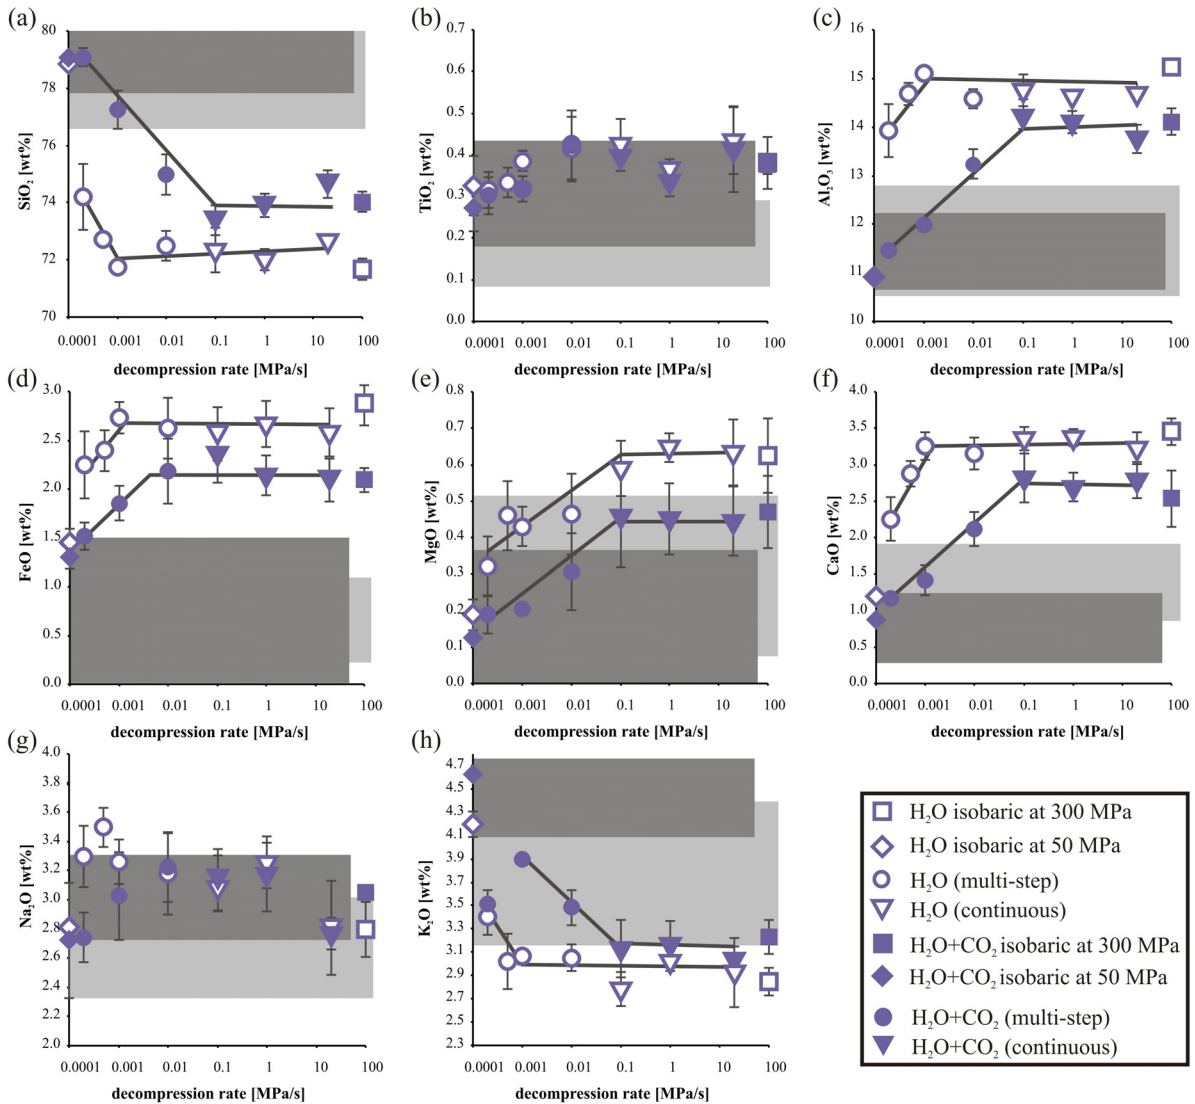 (a)
80
78
76
74
72
70
SiO₂ [wt%]
0.0001 0.001 0.01 0.1 1 10 100
decompression rate [MPa/s]
(b)
0.7
0.6
0.5
0.4
0.3
0.2
0.1
0.0
TiO₂ [wt%]
0.0001 0.001 0.01 0.1 1 10 100
decompression rate [MPa/s]
(c)
16
15
14
13
12
11
10
Al₂O₃ [wt%]
0.0001 0.001 0.01 0.1 1 10 100
decompression rate [MPa/s]
(d)
3.0
2.5
2.0
1.5
1.0
0.5
0.0
FeO [wt%]
0.0001 0.001 0.01 0.1 1 10 100
decompression rate [MPa/s]
(e)
0.8
0.7
0.6
0.5
0.4
0.3
0.2
0.1
0.0
MgO [wt%]
0.0001 0.001 0.01 0.1 1 10 100
decompression rate [MPa/s]
(f)
4.0
3.5
3.0
2.5
2.0
1.5
1.0
0.5
0.0
CaO [wt%]
0.0001 0.001 0.01 0.1 1 10 100
decompression rate [MPa/s]
(g)
4.0
3.8
3.6
3.4
3.2
3.0
2.8
2.6
2.4
2.2
2.0
Na₂O [wt%]
0.0001 0.001 0.01 0.1 1 10 100
decompression rate [MPa/s]
(h)
4.7
4.5
4.3
4.1
3.9
3.7
3.5
3.3
3.1
2.9
2.7
2.5
2.3
K₂O [wt%]
0.0001 0.001 0.01 0.1 1 10 100
decompression rate [MPa/s]
H₂O isobaric at 300 MPa
H₂O isobaric at 50 MPa
H₂O (multi-step)
H₂O (continuous)
H₂O+CO₂ isobaric at 300 MPa
H₂O+CO₂ isobaric at 50 MPa
H₂O+CO₂ (multi-step)
H₂O+CO₂ (continuous)